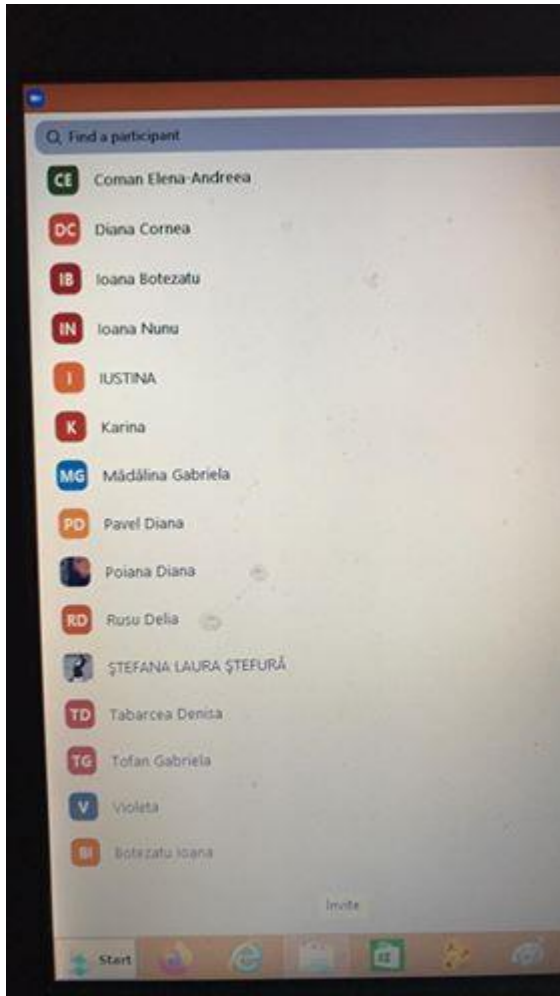 Find a participant
CE Coman Elena-Andreea
DC Diana Cornea
IB Ioana Botezatu
IN Ioana Nunu
I IUSTINA
K Karina
MG Mădălina Gabriela
PD Pavel Diana
Poiana Diana
RD Rusu Delia
ȘTEFANA LAURA ȘTEFURĂ
TD Tabarcea Denisa
TG Tofan Gabriela
V Violeta
BI Botezatu Ioana
Invite
Start